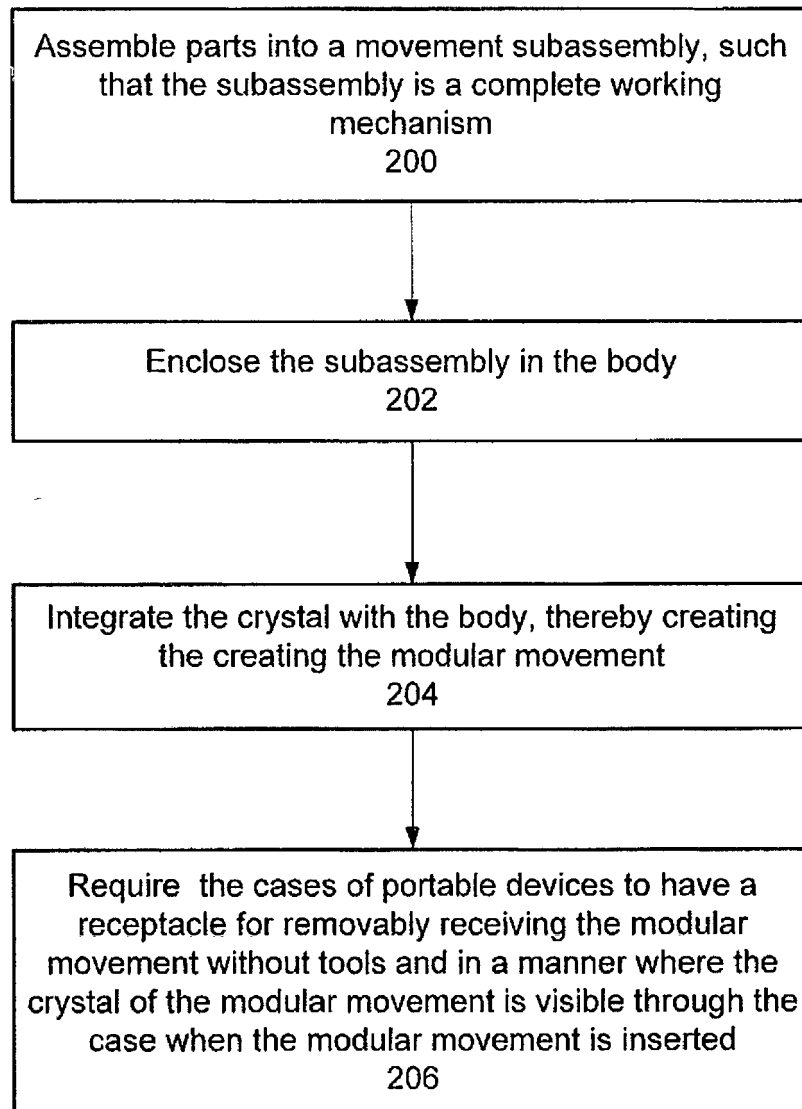 Assemble parts into a movement subassembly, such
that the subassembly is a complete working
mechanism
200
Enclose the subassembly in the body
202
Integrate the crystal with the body, thereby creating
the creating the modular movement
204
Require the cases of portable devices to have a
receptacle for removably receiving the modular
movement without tools and in a manner where the
crystal of the modular movement is visible through the
case when the modular movement is inserted
206